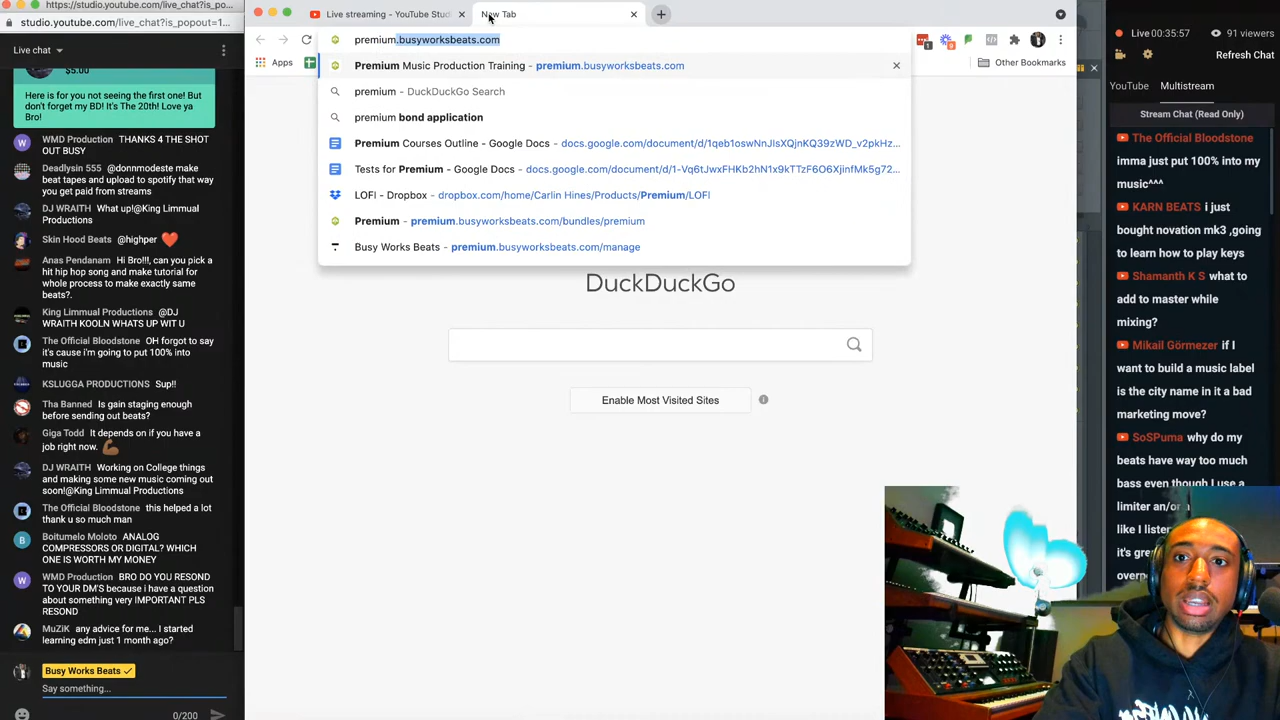 https://studio.youtube.com/live_chat?is_popout=
studio.youtube.com/live_chat?is_popout=1...
Live chat
$5.00
Here is for you not seeing the first one! But
don't forget my BD! It's The 20th! Love ya
Bro!
WMD Production THANKS 4 THE SHOT
OUT BUSY
Deadlysin 555 @donnmodeste make
beat tapes and upload to spotify that way
you get paid from streams
DJ WRAITH What up!@King Limmual
Productions
Skin Hood Beats @highper
Anas Pendanam Hi Bro!!!, can you pick a
hit hip hop song and make tutorial for
whole process to make exactly same
beats?.
King Limmual Productions @DJ
WRAITH KOOLN WHATS UP WIT U
The Official Bloodstone OH forgot to say
it's cause i'm going to put 100% into
music
KSLUGGA PRODUCTIONS Sup!!
Tha Banned Is gain staging enough
before sending out beats?
Giga Todd It depends on if you have a
job right now.
DJ WRAITH Working on College things
and making some new music coming out
soon!@King Limmual Productions
The Official Bloodstone this helped a lot
thank u so much man
Boitumelo Moloto ANALOG
COMPRESSORS OR DIGITAL? WHICH
ONE IS WORTH MY MONEY
WMD Production BRO DO YOU RESOND
TO YOUR DM'S because i have a question
about something very IMPORTANT PLS
RESOND
MuZiK any advice for me... I started
learning edm just 1 month ago?
Busy Works Beats
Say something...
0/200
Live streaming - YouTube Stud
New Tab
premium.busyworksbeats.com
Apps
Other Bookmarks
Premium Music Production Training - premium.busyworksbeats.com
premium - DuckDuckGo Search
premium bond application
Premium Courses Outline - Google Docs - docs.google.com/document/d/1qeb1oswNnJlsXQjnKQ39zWD_v2pkHz...
Tests for Premium - Google Docs - docs.google.com/document/d/1-Vq6tJwxFHKb2hN1x9kTTzF6O6XjinfMk5g72...
LOFI - Dropbox - dropbox.com/home/Carlin Hines/Products/Premium/LOFI
Premium - premium.busyworksbeats.com/bundles/premium
Busy Works Beats - premium.busyworksbeats.com/manage
DuckDuckGo
Enable Most Visited Sites
Live 00:35:57
91 viewers
Refresh Chat
YouTube
Multistream
Stream Chat (Read Only)
The Official Bloodstone
imma just put 100% into my
music^^^
KARN BEATS i just
bought novation mk3 ,going
to learn how to play keys
Shamanth K S what to
add to master while
mixing?
Mikail Görmezer if I
want to build a music label
is the city name in it a bad
marketing move?
SoSPuma why do my
beats have way too much
bass even though I use a
limiter an/or
like I listen
it's gre
overp